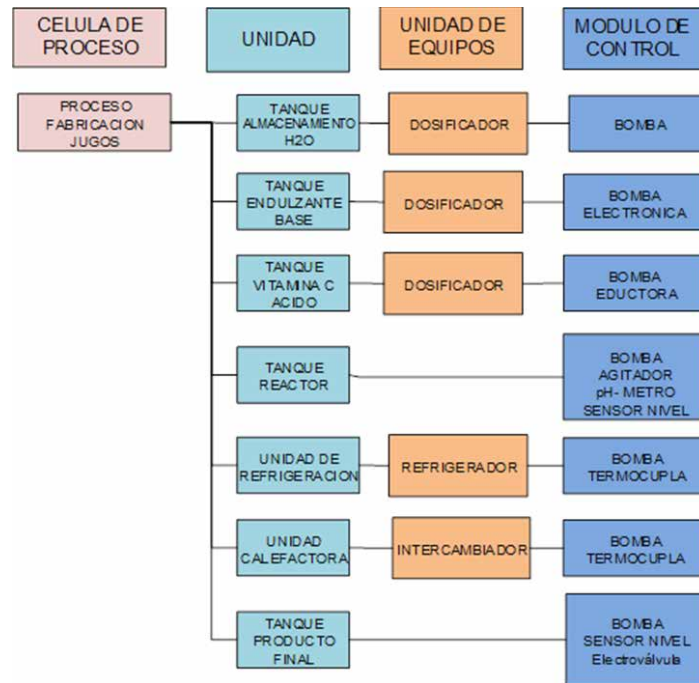 CELULA DE
PROCESO
UNIDAD
UNIDAD DE
EQUIPOS
MODULO DE
CONTROL
PROCESO
FABRICACION
JUGOS
TANQUE
ALMACENAMIENTO
H2O
DOSIFICADOR
BOMBA
TANQUE
ENDULZANTE
BASE
DOSIFICADOR
BOMBA
ELECTRONICA
TANQUE
VITAMINA C
ACIDO
DOSIFICADOR
BOMBA
EDUCTORA
TANQUE
REACTOR
BOMBA
AGITADOR
pH- METRO
SENSOR NIVEL
UNIDAD DE
REFRIGERACION
REFRIGERADOR
BOMBA
TERMOCUPLA
UNIDAD
CALEFACTORA
INTERCAMBIADOR
BOMBA
TERMOCUPLA
TANQUE
PRODUCTO
FINAL
BOMBA
SENSOR NIVEL
Electroválvula